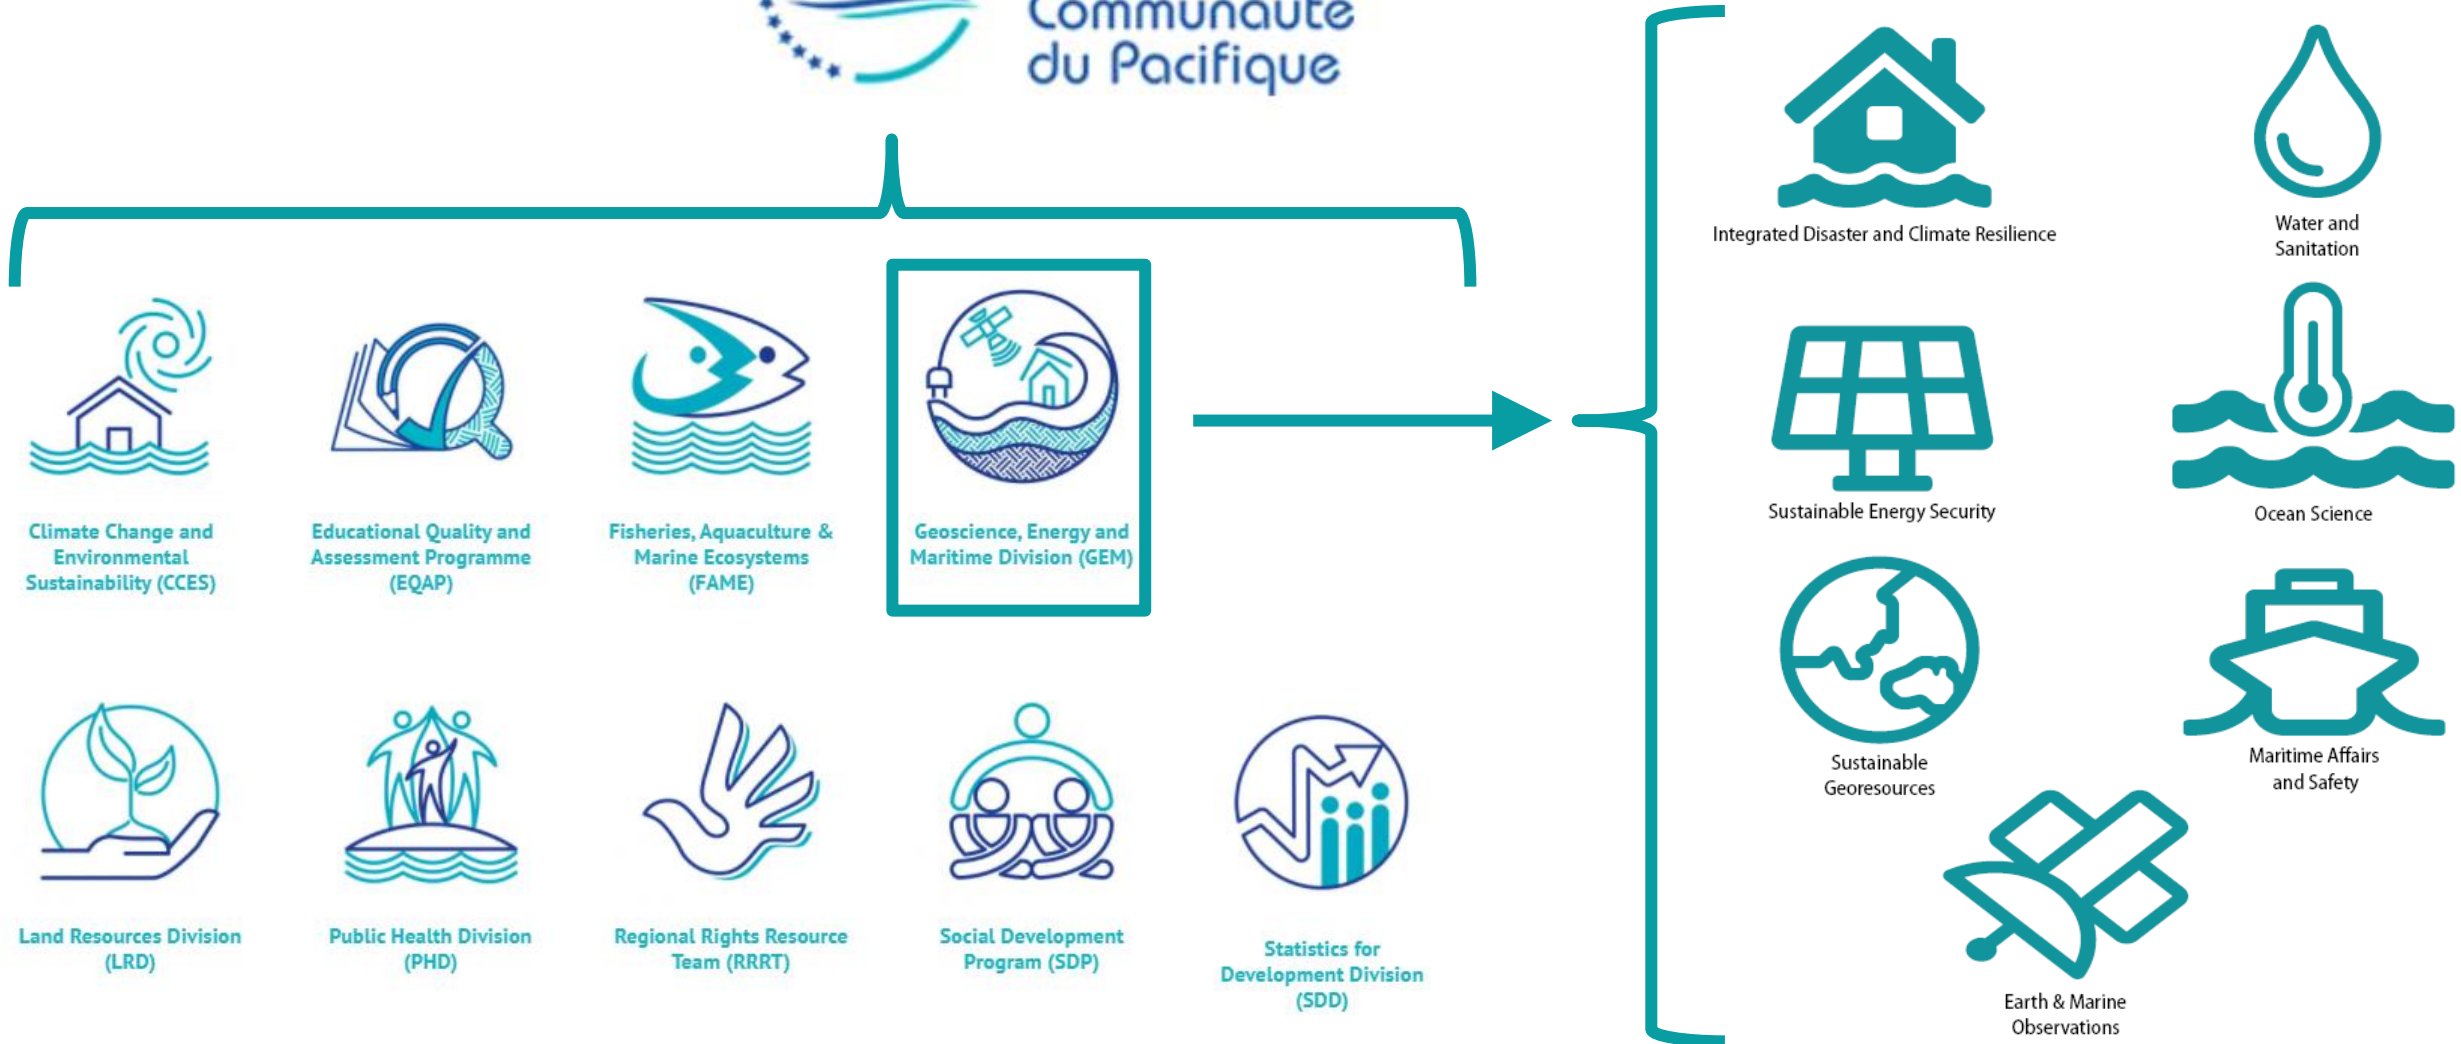 Communauté
du Pacifique
Climate Change and
Environmental
Sustainability (CCES)
Educational Quality and
Assessment Programme
(EQAP)
Fisheries, Aquaculture &
Marine Ecosystems
(FAME)
Geoscience, Energy and
Maritime Division (GEM)
Land Resources Division
(LRD)
Public Health Division
(PHD)
Regional Rights Resource
Team (RRRT)
Social Development
Program (SDP)
Statistics for
Development Division
(SDD)
Integrated Disaster and Climate Resilience
Water and
Sanitation
Sustainable Energy Security
Ocean Science
Sustainable
Georesources
Maritime Affairs
and Safety
Earth & Marine
Observations